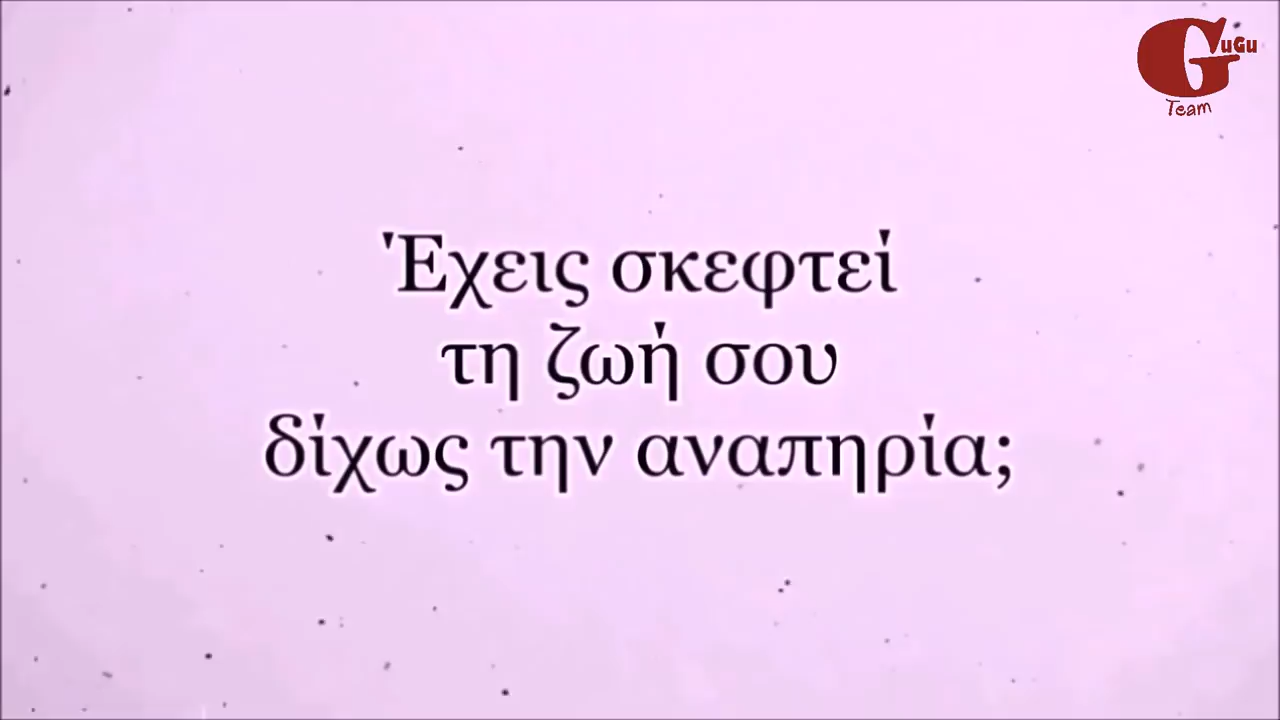 GuGu
Team
Έχεις σκεφτεί
τη ζωή σου
δίχως την αναπηρία;